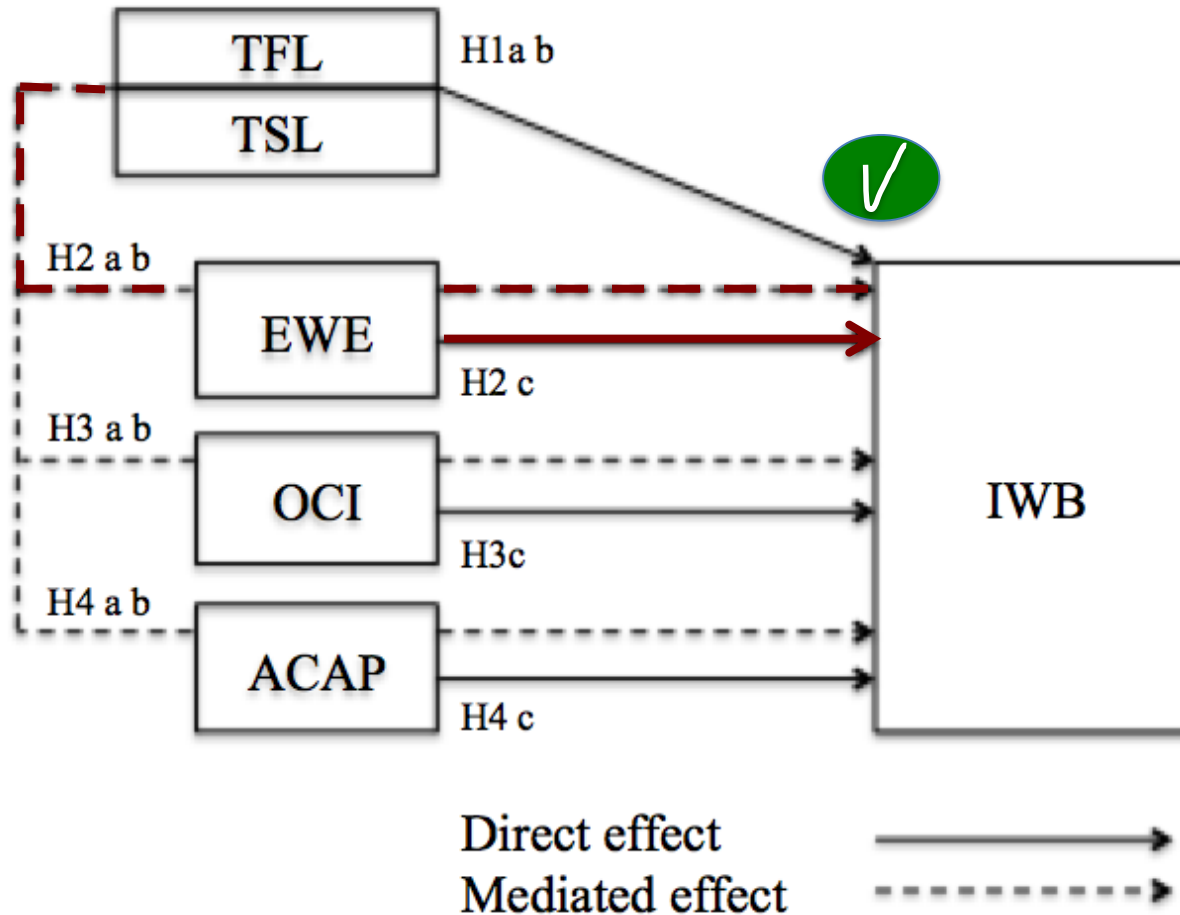 TFL
H1a b
TSL
H2 a b
EWE
H2 c
H3 a b
OCI
IWB
H3c
H4 a b
ACAP
H4 c
Direct effect
Mediated effect